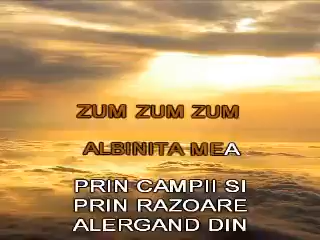 ZUM ZUM ZUM
ALBINITA MEA
PRIN CAMPII SI
PRIN RAZOARE
ALERGAND DIN